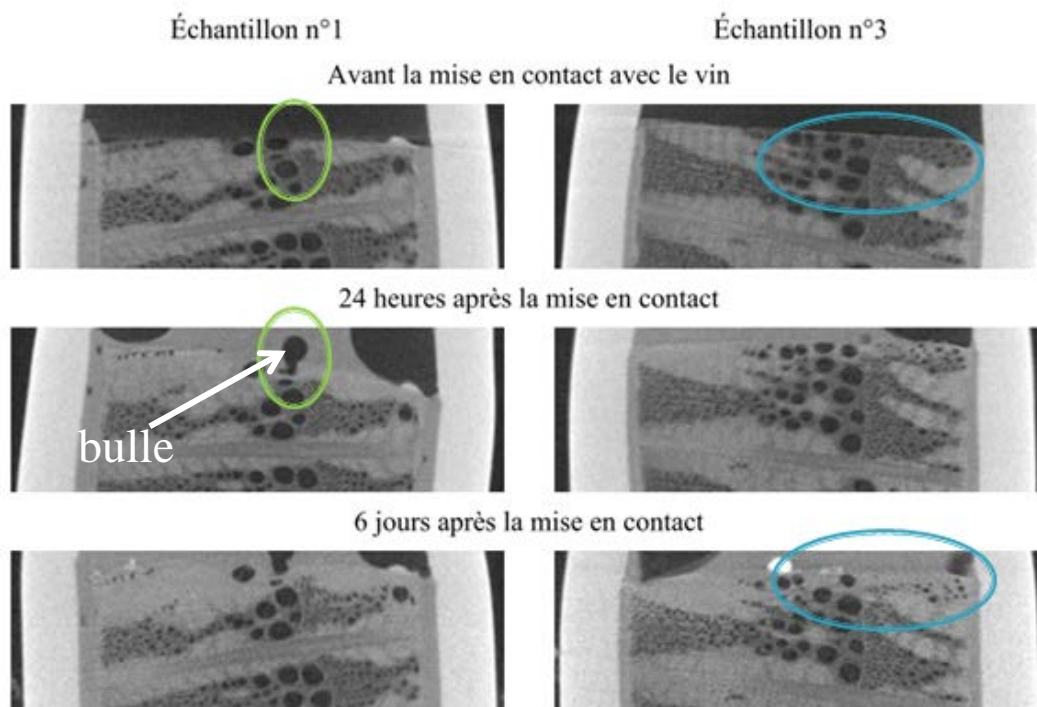 Échantillon n°1
Échantillon n°3
Avant la mise en contact avec le vin
24 heures après la mise en contact
bulle
6 jours après la mise en contact